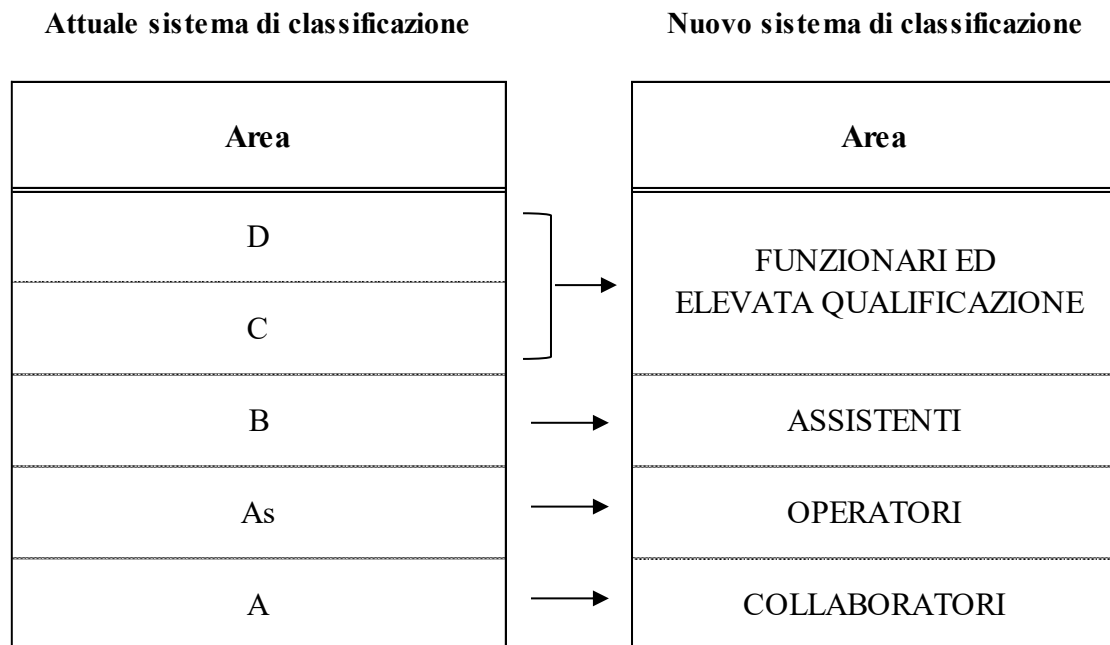 Attuale sistema di classificazione
Nuovo sistema di classificazione
Area
Area
D
C
FUNZIONARI ED
ELEVATA QUALIFICAZIONE
B
ASSISTENTI
As
OPERATORI
A
COLLABORATORI